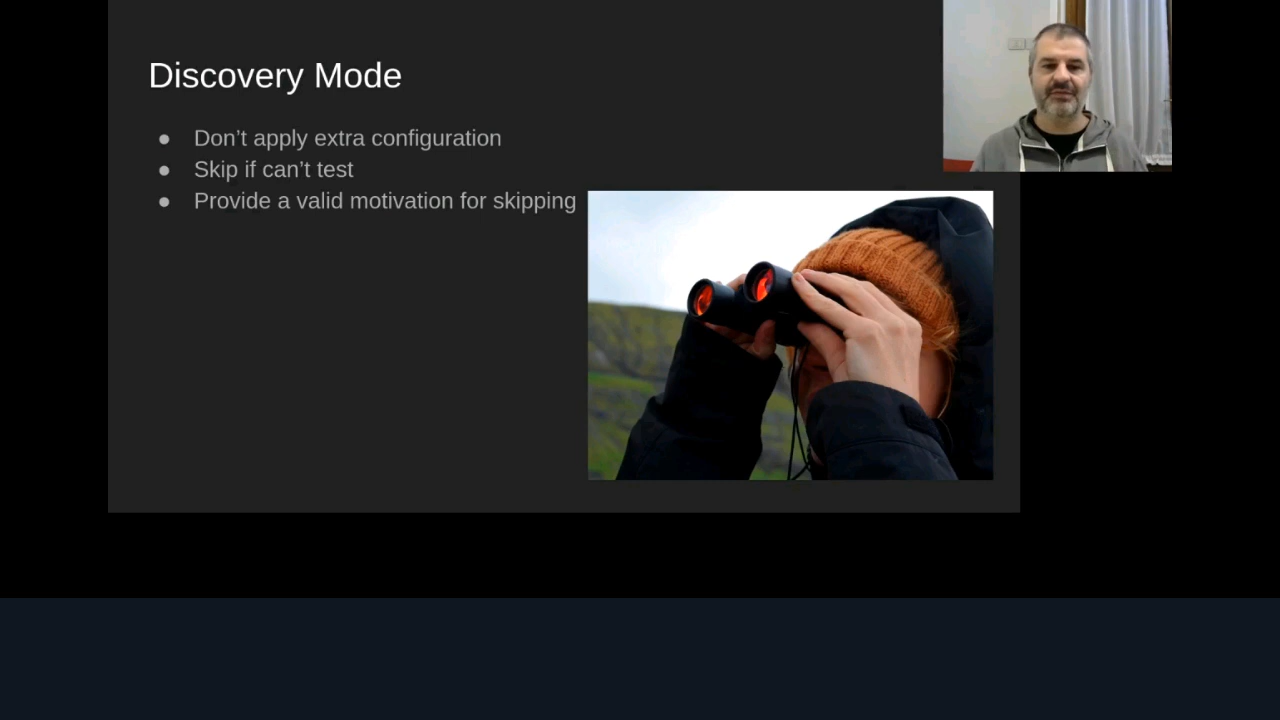 Discovery Mode
● Don’t apply extra configuration
● Skip if can’t test
● Provide a valid motivation for skipping